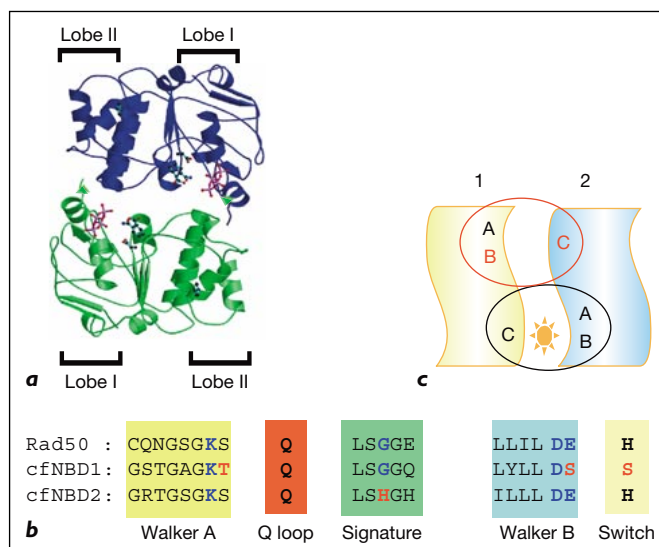 Lobe II Lobe I
a
Lobe I Lobe II
1 2
A
B
C
C
A
B
c
Rad50 : CQNGSGKS Q LSGGE LLIL DE H
cfNBD1: GSTGAGKT Q LSGGQ LYLL DS S
cfNBD2: GRTGSGKS Q LSHGH ILLL DE H
b Walker A Q loop Signature Walker B Switch